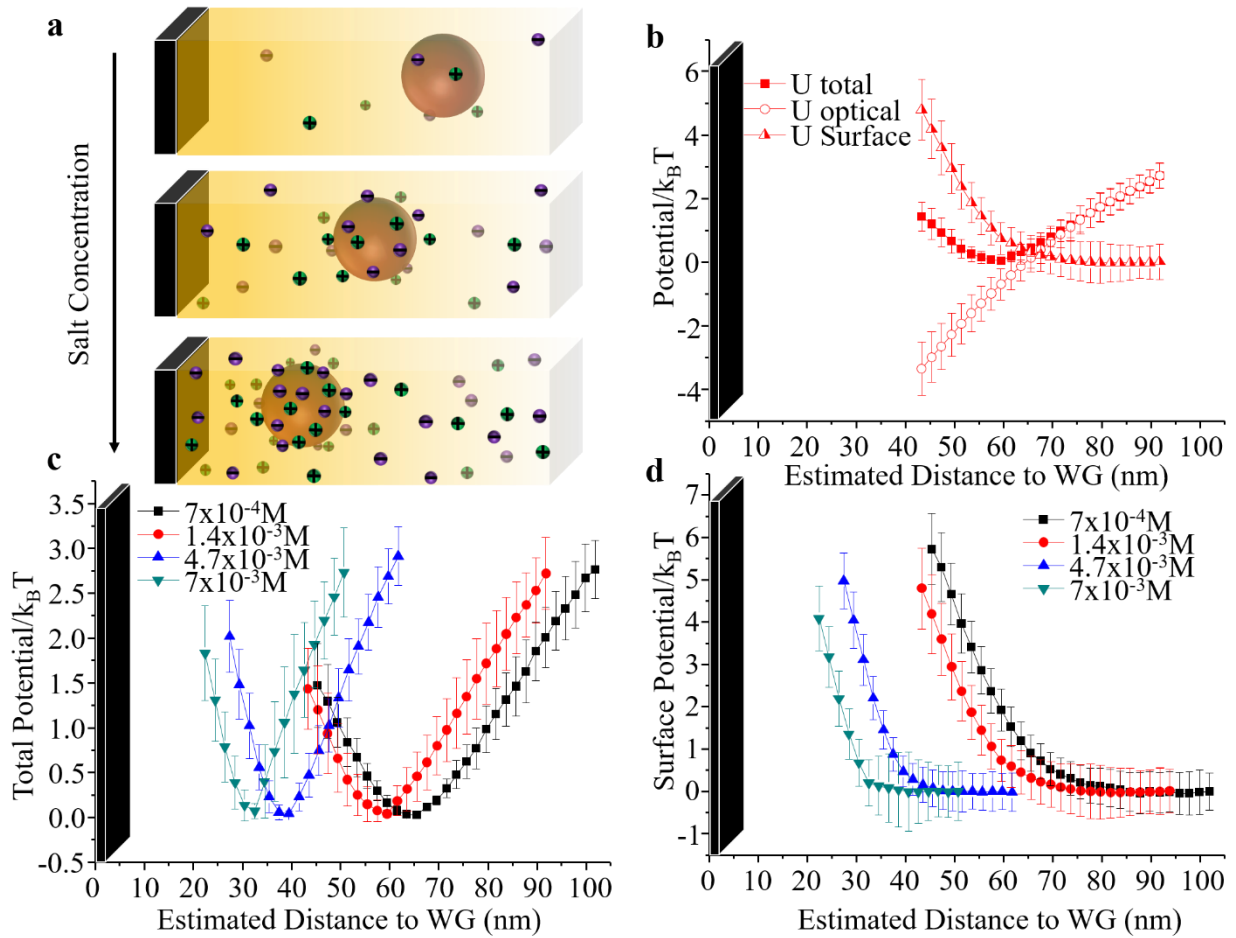 a
Salt Concentration
b
U total
U optical
U Surface
6
4
2
0
-2
-4
Potential/kBT
0 10 20 30 40 50 60 70 80 90 100
Estimated Distance to WG (nm)
c
7x10⁻⁴M
1.4x10⁻³M
4.7x10⁻³M
7x10⁻³M
3.5
3.0
2.5
2.0
1.5
1.0
0.5
0.0
-0.5
Total Potential/kBT
0 10 20 30 40 50 60 70 80 90 100
Estimated Distance to WG (nm)
d
7x10⁻⁴M
1.4x10⁻³M
4.7x10⁻³M
7x10⁻³M
7
6
5
4
3
2
1
0
-1
Surface Potential/kBT
0 10 20 30 40 50 60 70 80 90 100
Estimated Distance to WG (nm)